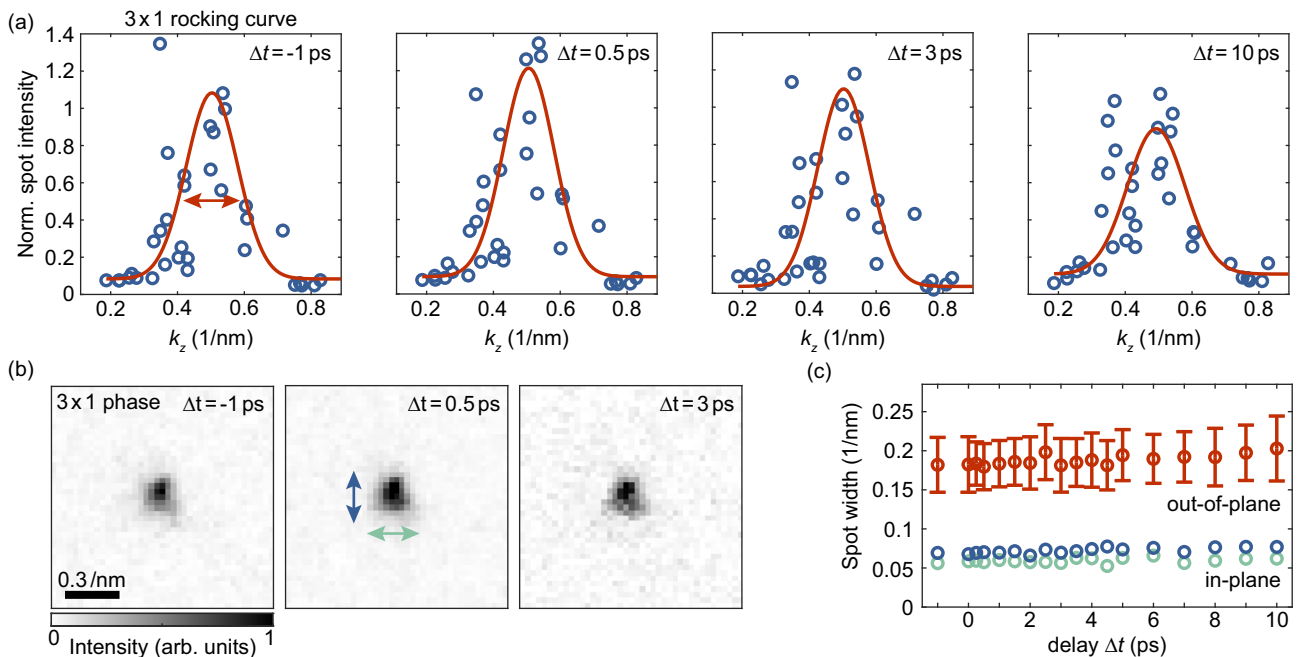 (a)
3 x 1 rocking curve
Norm. spot intensity
1.4
1.2
1
0.8
0.6
0.4
0.2
0
Δt = -1 ps
Δt = 0.5 ps
Δt = 3 ps
Δt = 10 ps
0.2 0.4 0.6 0.8
0.2 0.4 0.6 0.8
0.2 0.4 0.6 0.8
0.2 0.4 0.6 0.8
k_z (1/nm)
k_z (1/nm)
k_z (1/nm)
k_z (1/nm)
(b)
3 x 1 phase
Δt = -1 ps
Δt = 0.5 ps
Δt = 3 ps
0.3 /nm
0 1
Intensity (arb. units)
(c)
Spot width (1/nm)
0.25
0.2
0.15
0.1
0.05
0
out-of-plane
in-plane
0 2 4 6 8 10
delay Δt (ps)